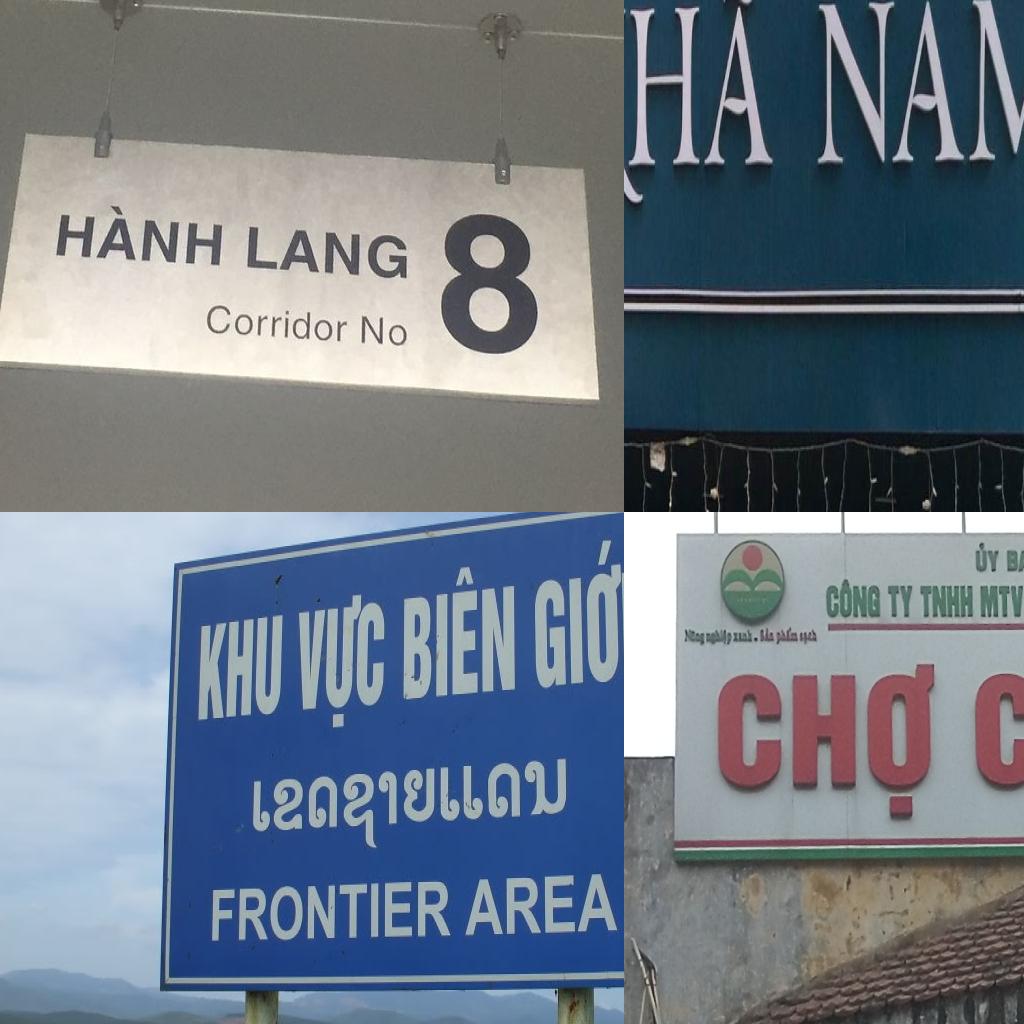 HÀNH LANG 8
Corridor No
HÃ NAM
KHU VỰC BIÊN GIỚ
ເຂດຊາຍແດນ
FRONTIER AREA
ỦY BA
CÔNG TY TNHH MTV
Nông nghiệp xanh - Sản phẩm sạch
CHỢ C